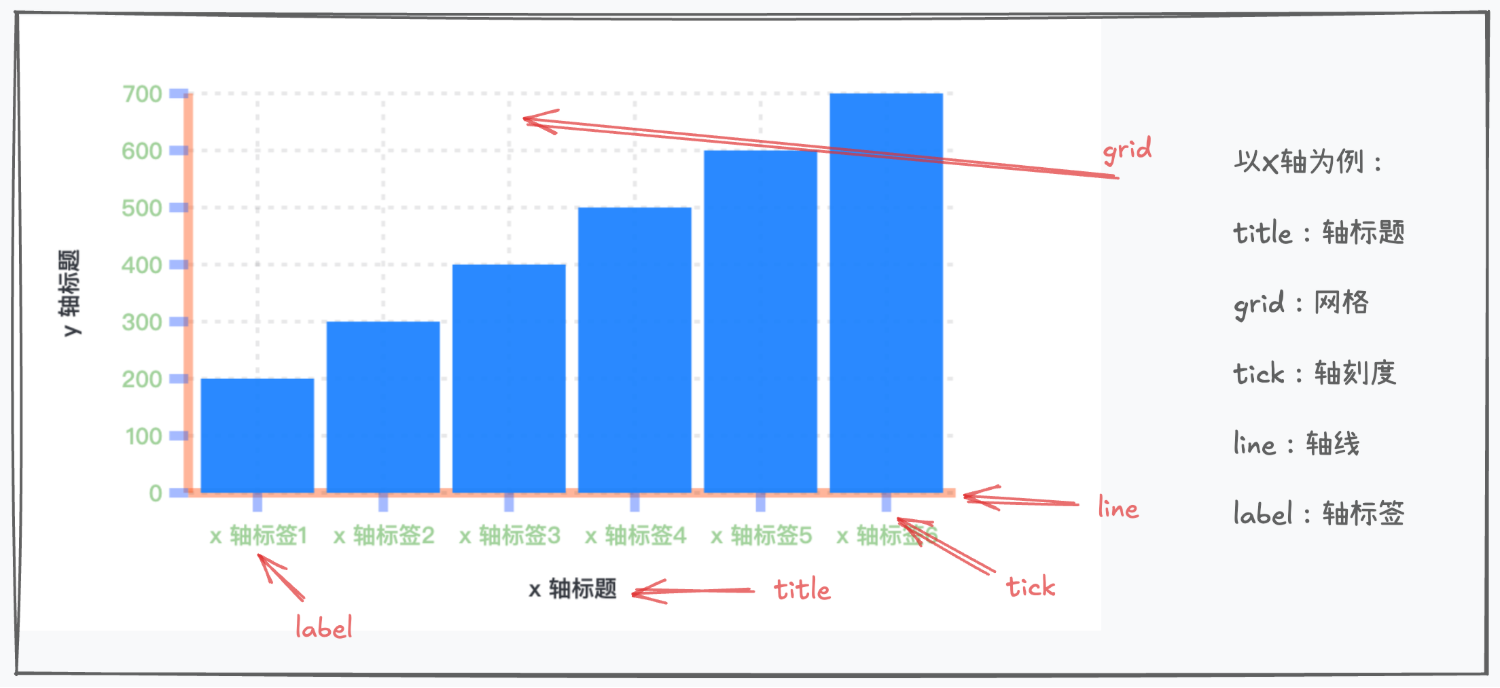 700
600
500
400
300
200
100
0
y 轴标题
x 轴标签1 x 轴标签2 x 轴标签3 x 轴标签4 x 轴标签5 x 轴标签6
x 轴标题
grid
line
tick
title
label
以X轴为例：
title：轴标题
grid：网格
tick：轴刻度
line：轴线
label：轴标签